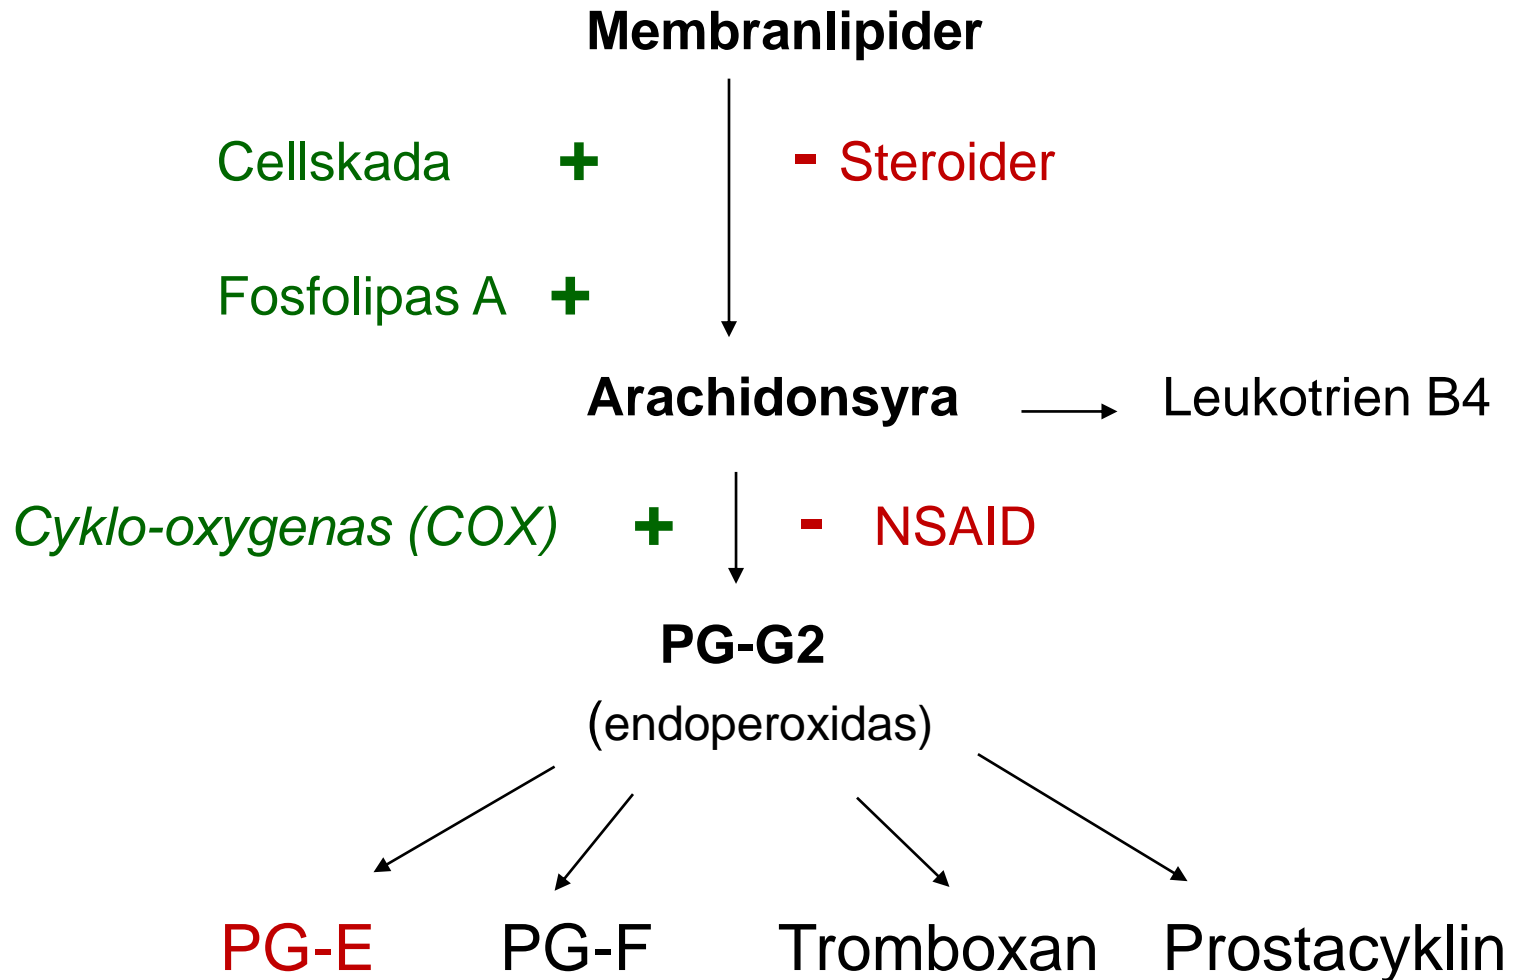 Membranlipider
Cellskada + - Steroider
Fosfolipas A +
Arachidonsyra Leukotrien B4
Cyklo-oxygenas (COX) + - NSAID
PG-G2
(endoperoxidas)
PG-E PG-F Tromboxan Prostacyklin